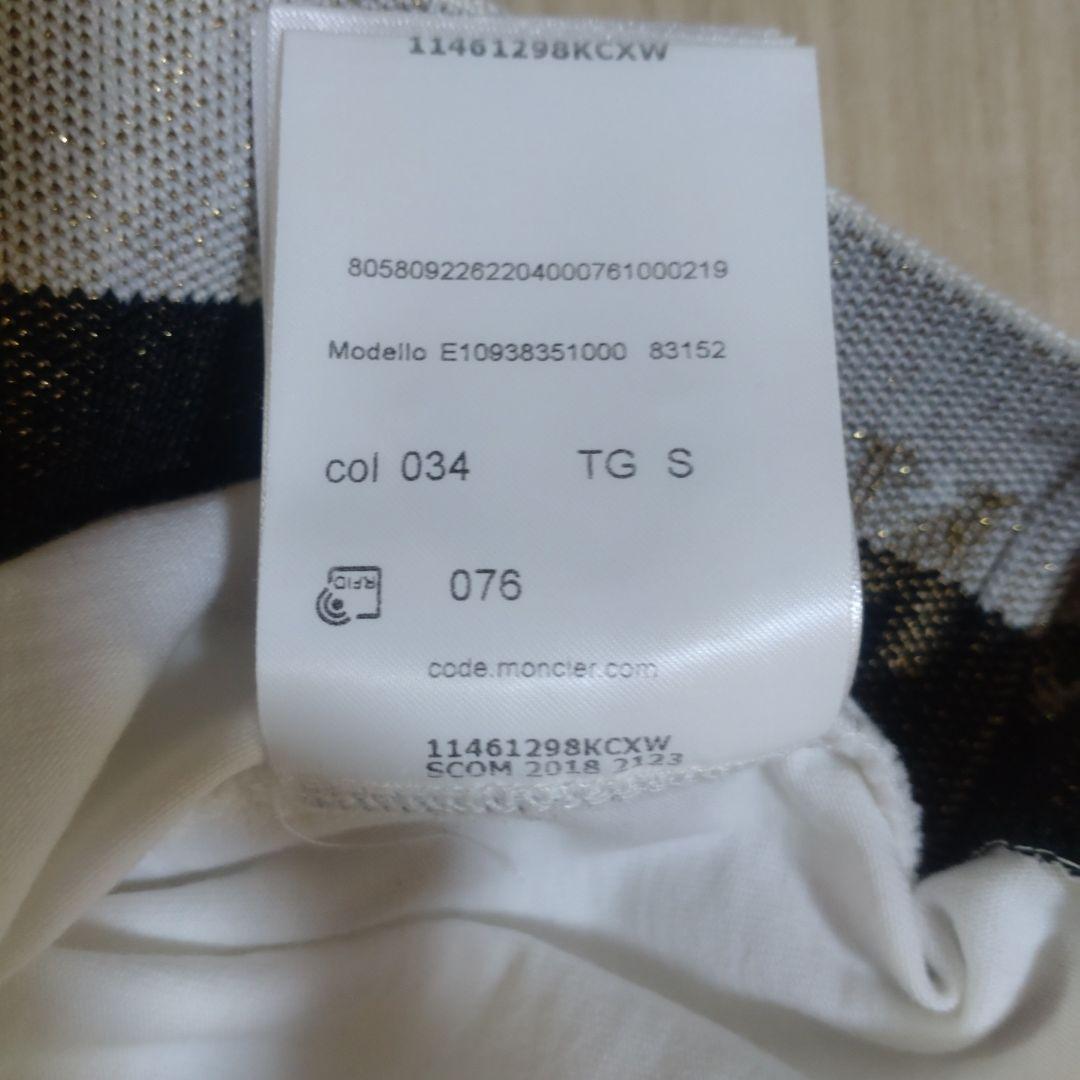 11461298KCXW
8058092262204000761000219
Modello E10938351000 83152
col 034 TG S
RFID 076
code.moncler.com
11461298KCXW
SCOM 2018 2123